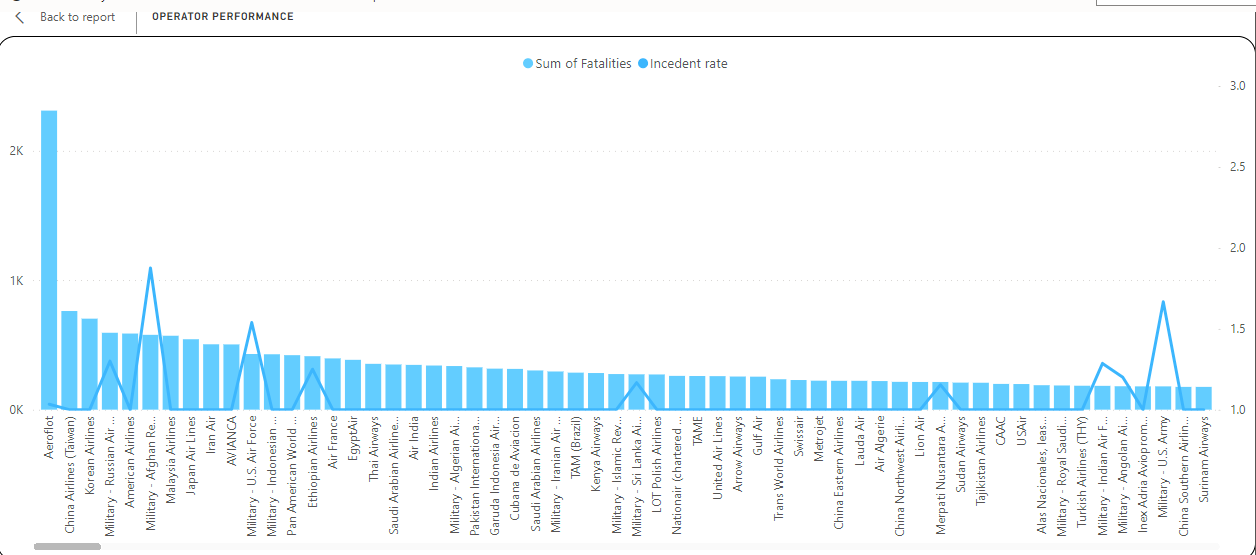 Back to report
OPERATOR PERFORMANCE
Sum of Fatalities
Incedent rate
3.0
2.5
2.0
1.5
1.0
2K
1K
0K
Aeroflot
China Airlines (Taiwan)
Korean Airlines
Military - Russian Air ...
American Airlines
Military - Afghan Re...
Malaysia Airlines
Japan Air Lines
Iran Air
AVIANCA
Military - U.S. Air Force
Military - Indonesian ...
Pan American World ...
Ethiopian Airlines
Air France
EgyptAir
Thai Airways
Saudi Arabian Airline...
Air India
Indian Airlines
Military - Algerian Ai...
Pakistan Internationa...
Garuda Indonesia Air...
Cubana de Aviacion
Saudi Arabian Airlines
Military - Iranian Air ...
TAM (Brazil)
Kenya Airways
Military - Islamic Rev...
Military - Sri Lanka Ai...
LOT Polish Airlines
Nationair (chartered ...
TAME
United Air Lines
Arrow Airways
Gulf Air
Trans World Airlines
Swissair
Metrojet
China Eastern Airlines
Lauda Air
Air Algerie
China Northwest Airli...
Lion Air
Merpati Nusantara A...
Sudan Airways
Tajikistan Airlines
CAAC
USAir
Alas Nacionales, leas...
Military - Royal Saudi...
Turkish Airlines (THY)
Military - Indian Air F...
Military - Angolan Ai...
Inex Adria Avioprom...
Military - U.S. Army
China Southern Airlin...
Surinam Airways